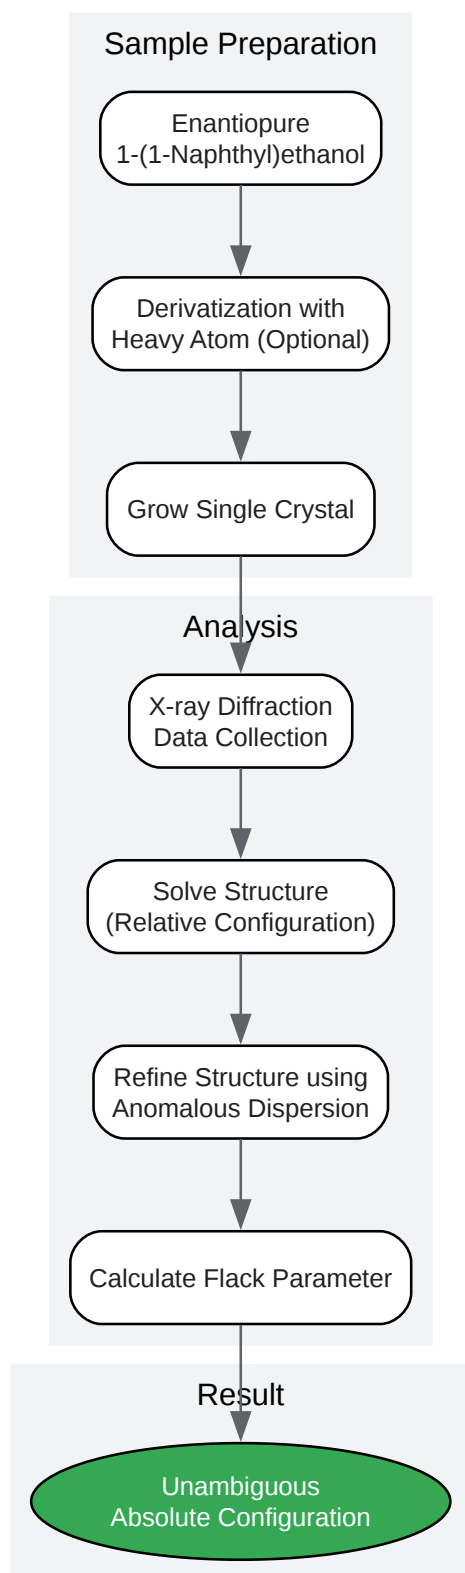 Sample Preparation
Enantiopure
1-(1-Naphthyl)ethanol
Derivatization with
Heavy Atom (Optional)
Grow Single Crystal
Analysis
X-ray Diffraction
Data Collection
Solve Structure
(Relative Configuration)
Refine Structure using
Anomalous Dispersion
Calculate Flack Parameter
Result
Unambiguous
Absolute Configuration